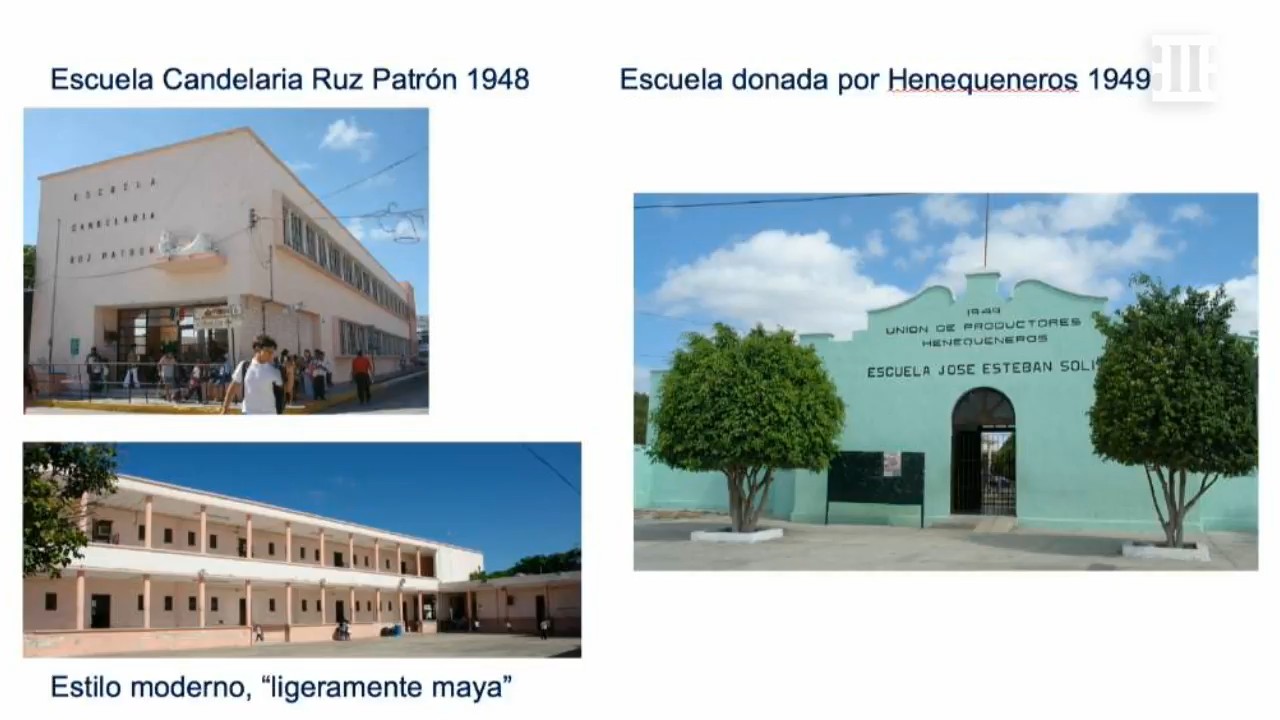 Escuela Candelaria Ruz Patrón 1948
Escuela donada por Henequeneros 1949
ESCUELA
CANDELARIA
RUZ PATRON
1949
UNION DE PRODUCTORES
HENEQUENEROS
ESCUELA JOSE ESTEBAN SOLI
Estilo moderno, “ligeramente maya”